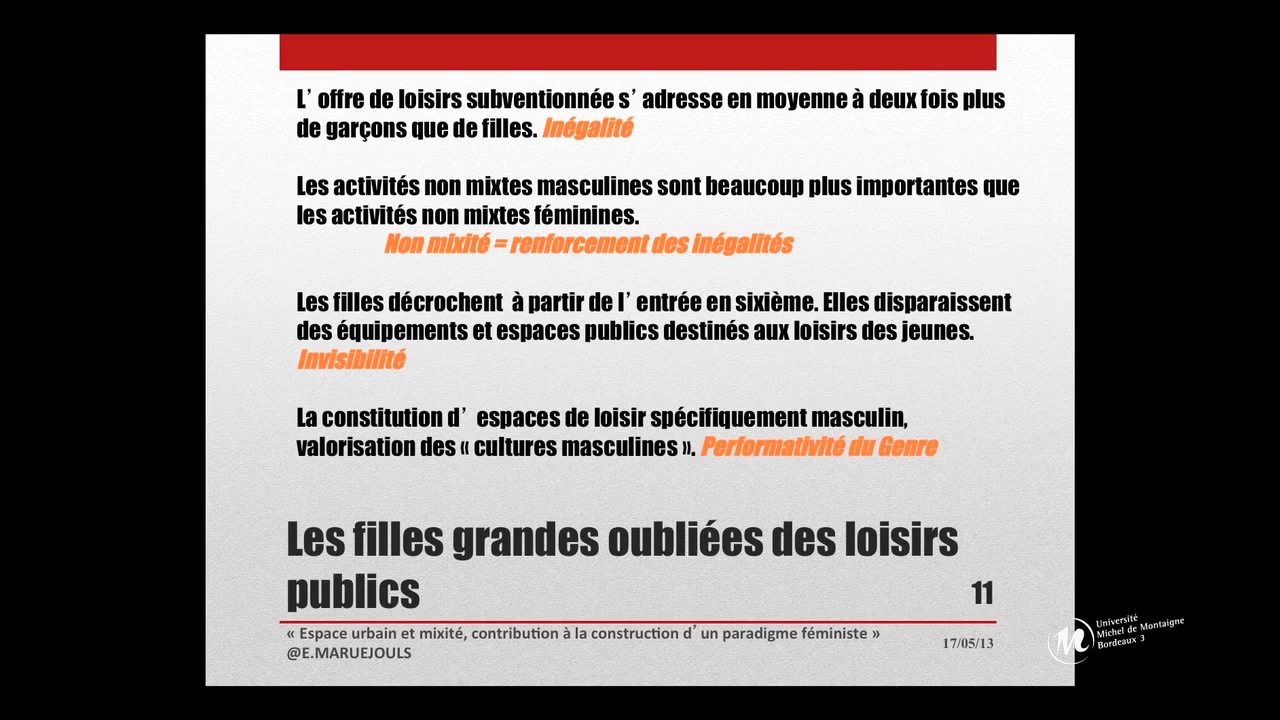 L’ offre de loisirs subventionnée s’ adresse en moyenne à deux fois plus
de garçons que de filles. Inégalité
Les activités non mixtes masculines sont beaucoup plus importantes que
les activités non mixtes féminines.
Non mixité = renforcement des inégalités
Les filles décrochent à partir de l’ entrée en sixième. Elles disparaissent
des équipements et espaces publics destinés aux loisirs des jeunes.
Invisibilité
La constitution d’ espaces de loisir spécifiquement masculin,
valorisation des « cultures masculines ». Performativité du Genre
Les filles grandes oubliées des loisirs
publics
11
« Espace urbain et mixité, contribution à la construction d’ un paradigme féministe »
@E.MARUEJOULS
17/05/13
Université
Michel de Montaigne
Bordeaux 3